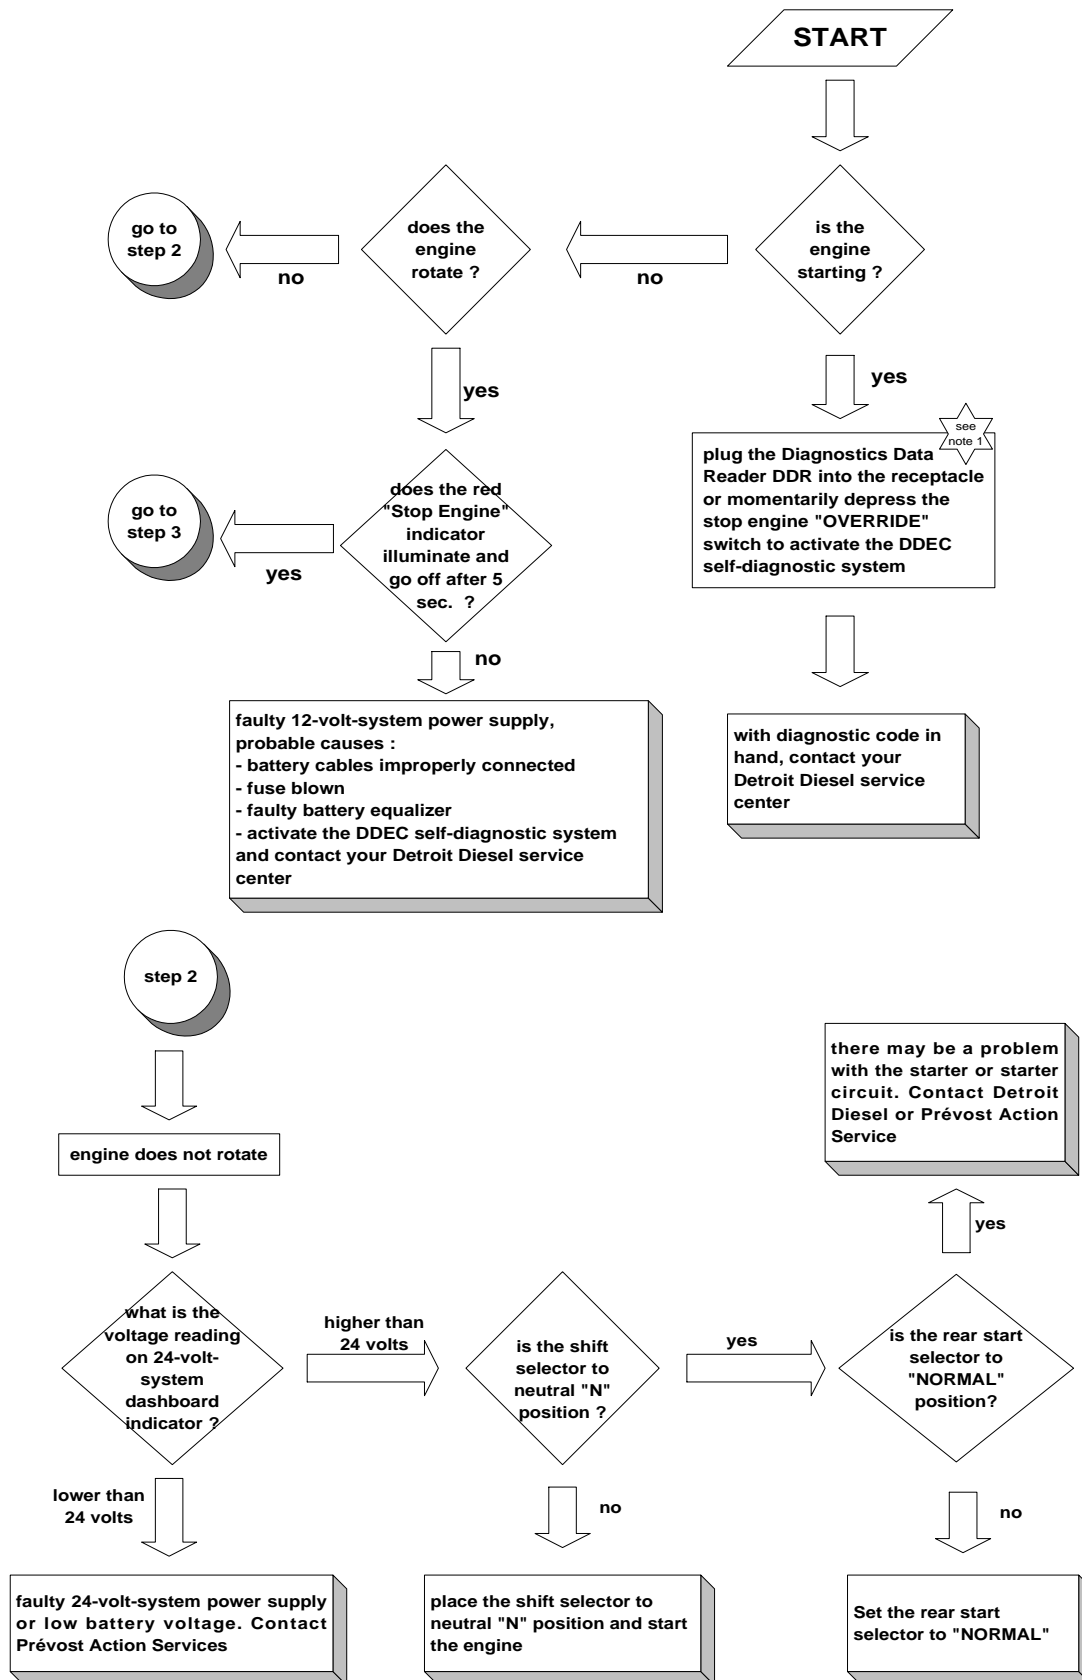 START
is the
engine
starting ?
no
does the
engine
rotate ?
no
go to
step 2
yes
yes
see
note 1
plug the Diagnostics Data
Reader DDR into the receptacle
or momentarily depress the
stop engine "OVERRIDE"
switch to activate the DDEC
self-diagnostic system
does the red
"Stop Engine"
indicator
illuminate and
go off after 5
sec. ?
yes
go to
step 3
no
faulty 12-volt-system power supply,
probable causes :
- battery cables improperly connected
- fuse blown
- faulty battery equalizer
- activate the DDEC self-diagnostic system
and contact your Detroit Diesel service
center
with diagnostic code in
hand, contact your
Detroit Diesel service
center
step 2
engine does not rotate
what is the
voltage reading
on 24-volt-
system
dashboard
indicator ?
higher than
24 volts
is the shift
selector to
neutral "N"
position ?
yes
is the rear start
selector to
"NORMAL"
position?
yes
there may be a problem
with the starter or starter
circuit. Contact Detroit
Diesel or Prévost Action
Service
lower than
24 volts
no
no
faulty 24-volt-system power supply
or low battery voltage. Contact
Prévost Action Services
place the shift selector to
neutral "N" position and start
the engine
Set the rear start
selector to "NORMAL"